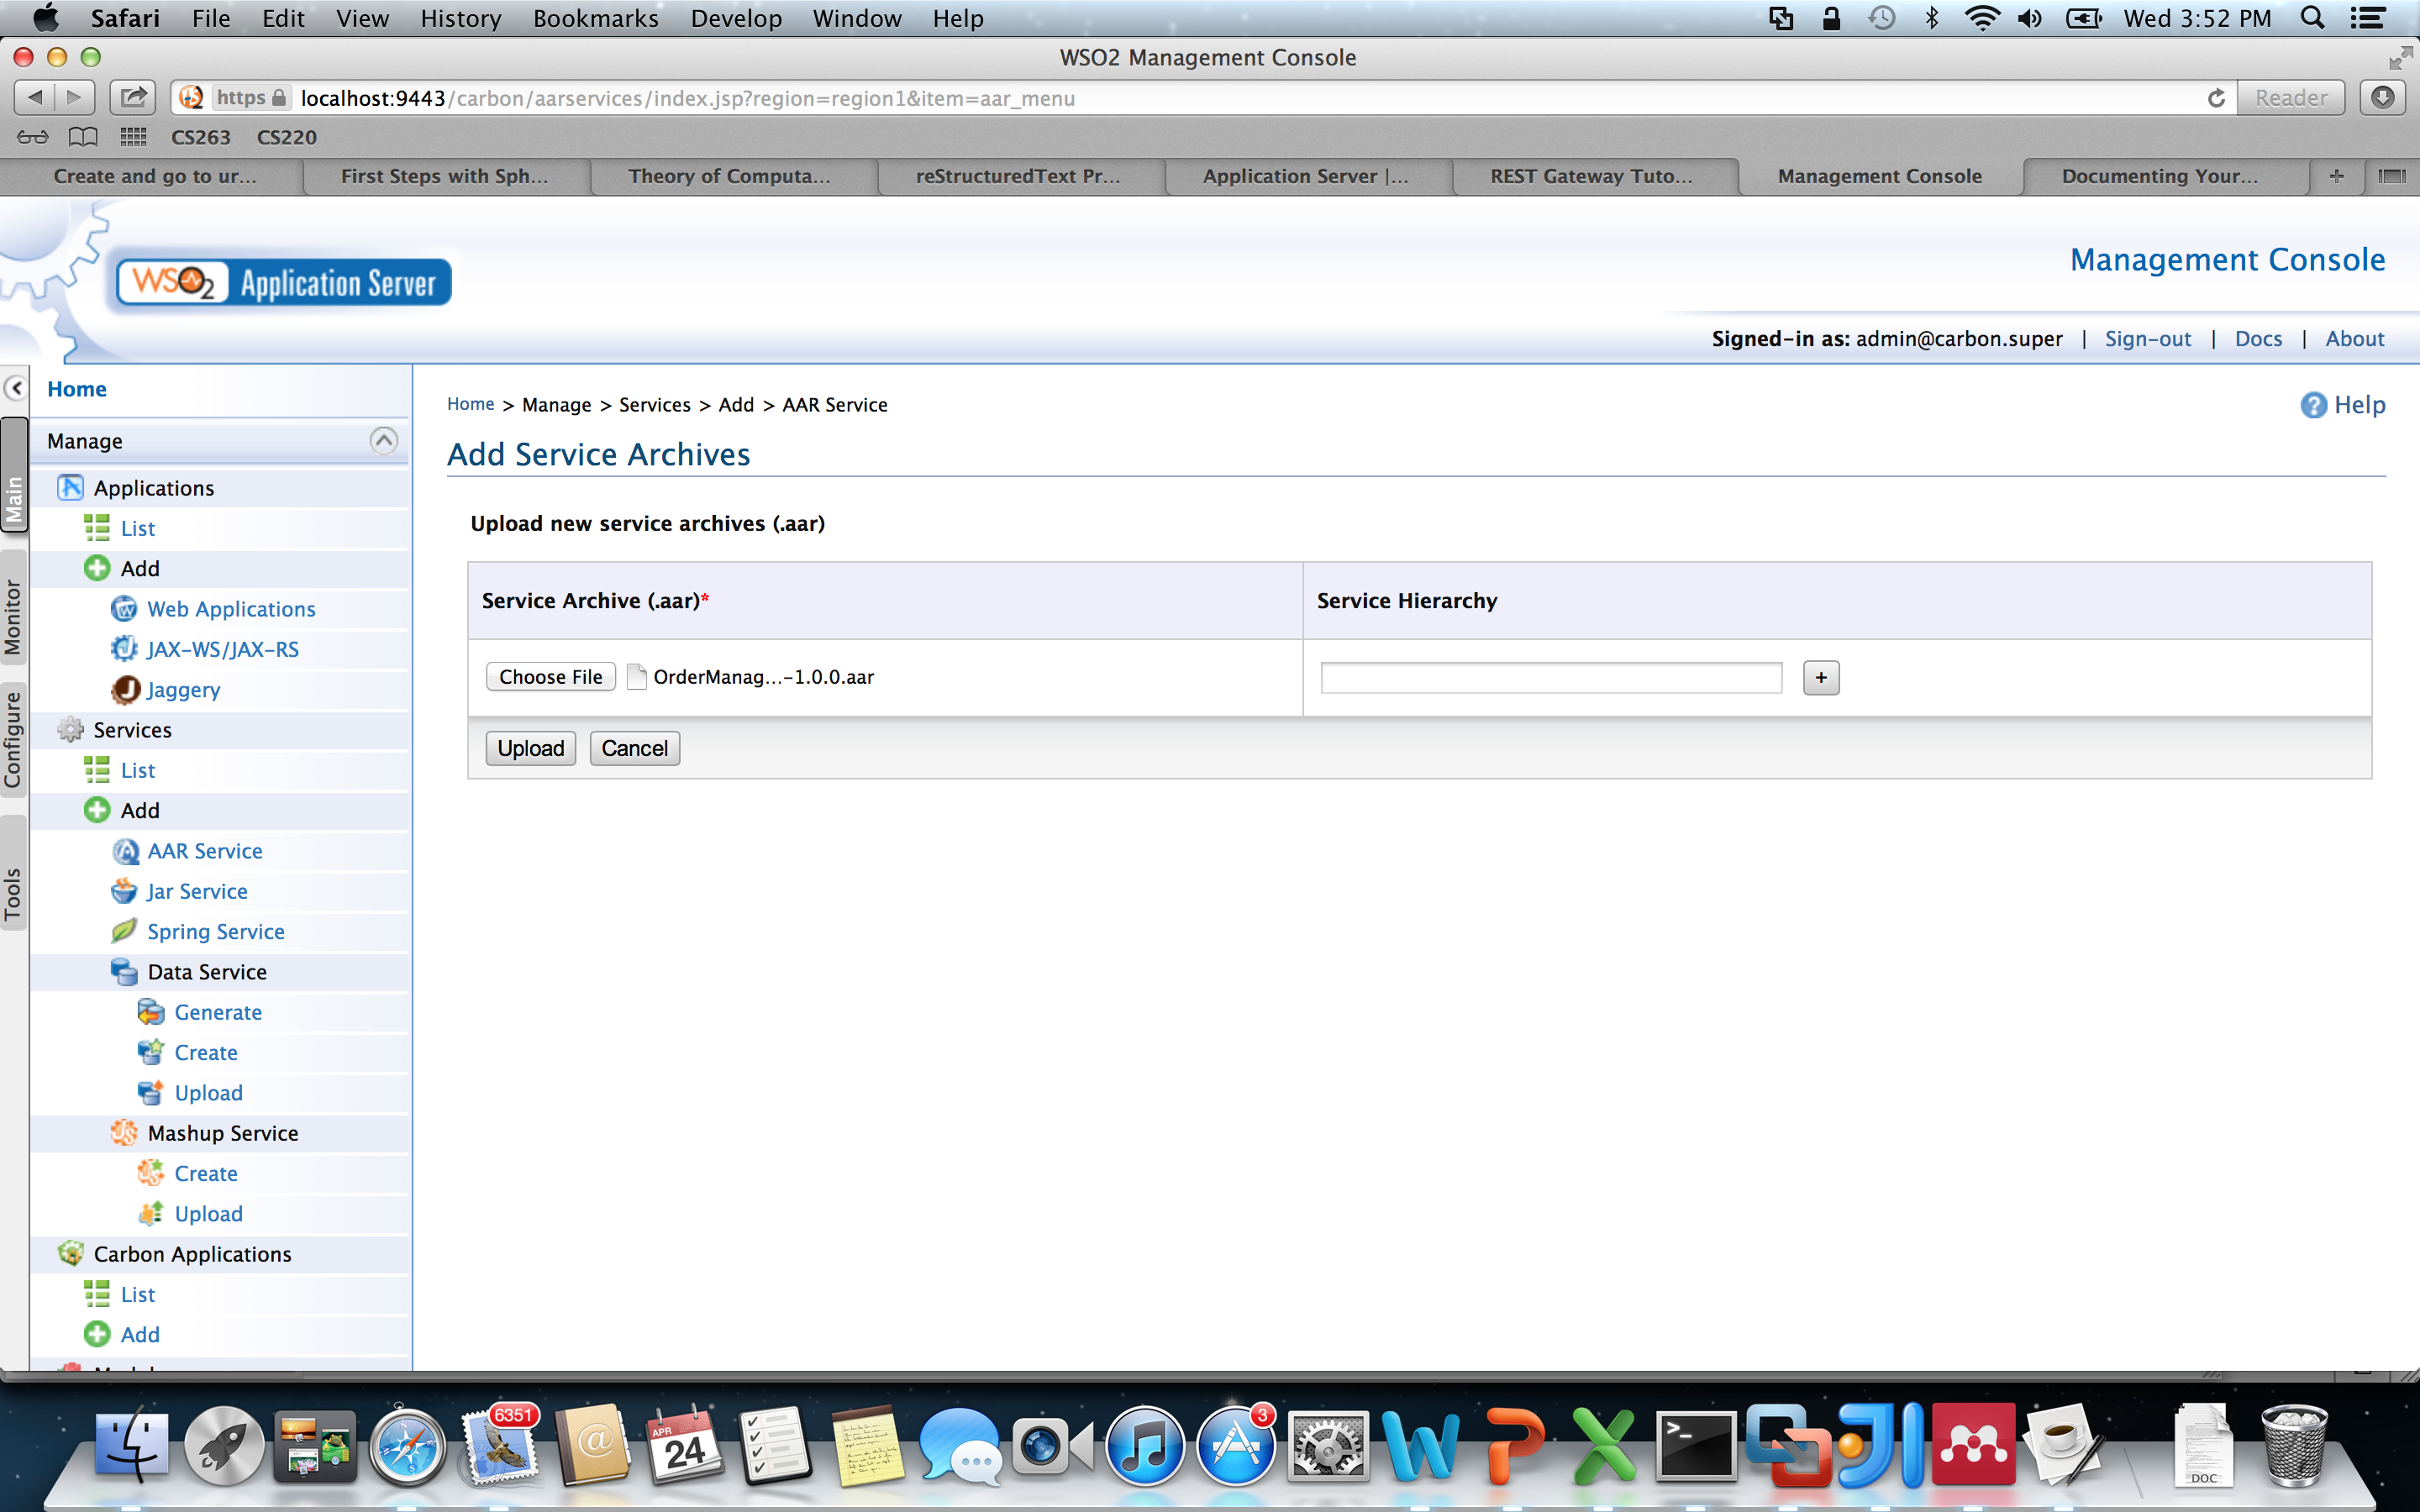 Safari File Edit View History Bookmarks Develop Window Help Wed 3:52 PM
WSO2 Management Console
https localhost:9443/carbon/aarservices/index.jsp?region=region1&item=aar_menu Reader
CS263 CS220
Create and go to ur... First Steps with Sph... Theory of Computa... reStructuredText Pr... Application Server |... REST Gateway Tuto... Management Console Documenting Your... +
WSO2 Application Server
Management Console
Signed-in as: admin@carbon.super | Sign-out | Docs | About
Main
Monitor
Configure
Tools
Home
Manage
Applications
List
Add
Web Applications
JAX-WS/JAX-RS
Jaggery
Services
List
Add
AAR Service
Jar Service
Spring Service
Data Service
Generate
Create
Upload
Mashup Service
Create
Upload
Carbon Applications
List
Add
Home > Manage > Services > Add > AAR Service
Help
Add Service Archives
Upload new service archives (.aar)
Service Archive (.aar)* Service Hierarchy
Choose File OrderManag...-1.0.0.aar +
Upload Cancel
6351
APR
24
3
DOC